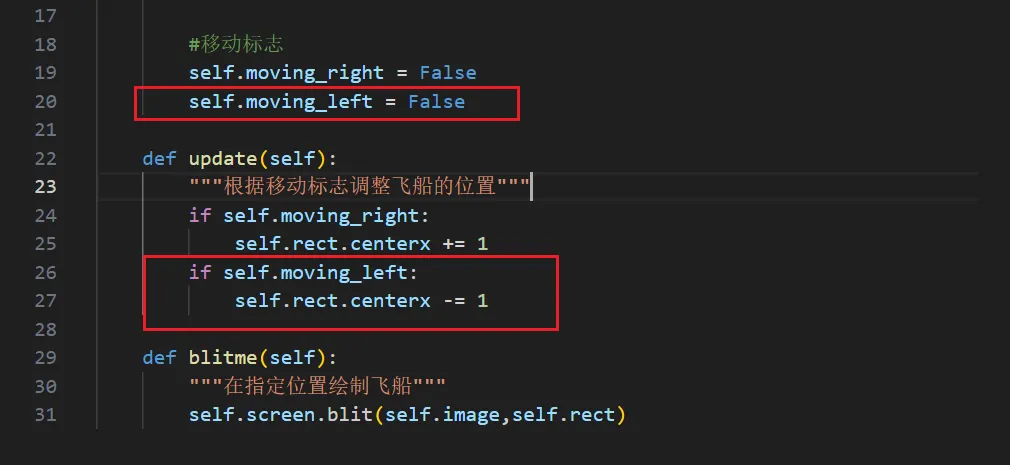 17
18 #移动标志
19 self.moving_right = False
20 self.moving_left = False
21
22 def update(self):
23 """根据移动标志调整飞船的位置"""
24 if self.moving_right:
25 self.rect.centerx += 1
26 if self.moving_left:
27 self.rect.centerx -= 1
28
29 def blitme(self):
30 """在指定位置绘制飞船"""
31 self.screen.blit(self.image,self.rect)